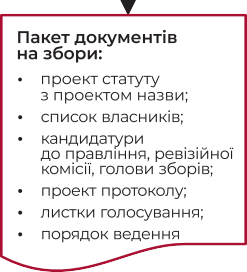 Пакет документів
на збори:
• проект статуту
з проектом назви;
• список власників;
• кандидатури
до правління, ревізійної
комісії, голови зборів;
• проект протоколу;
• листки голосування;
• порядок ведення